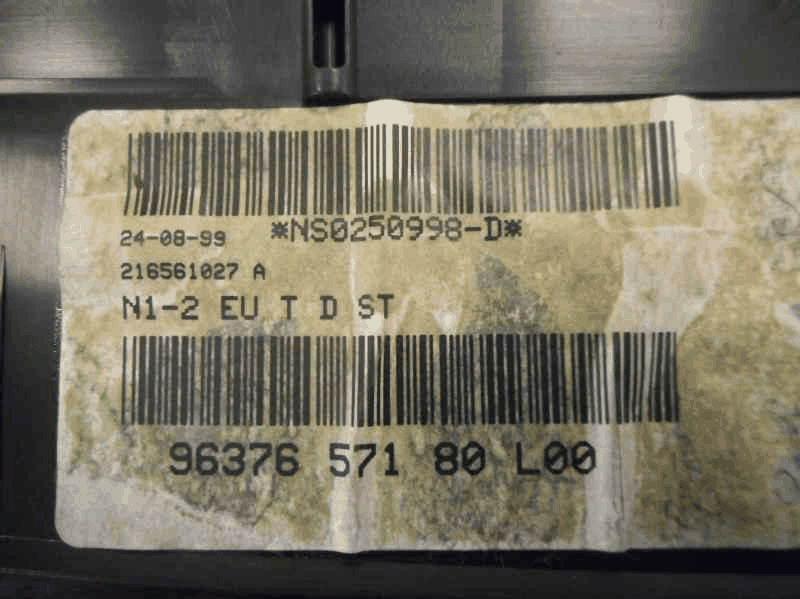 *NS0250998-D*
24-08-99
216561027 A
N1-2 EU T D ST
96376 571 80 L00